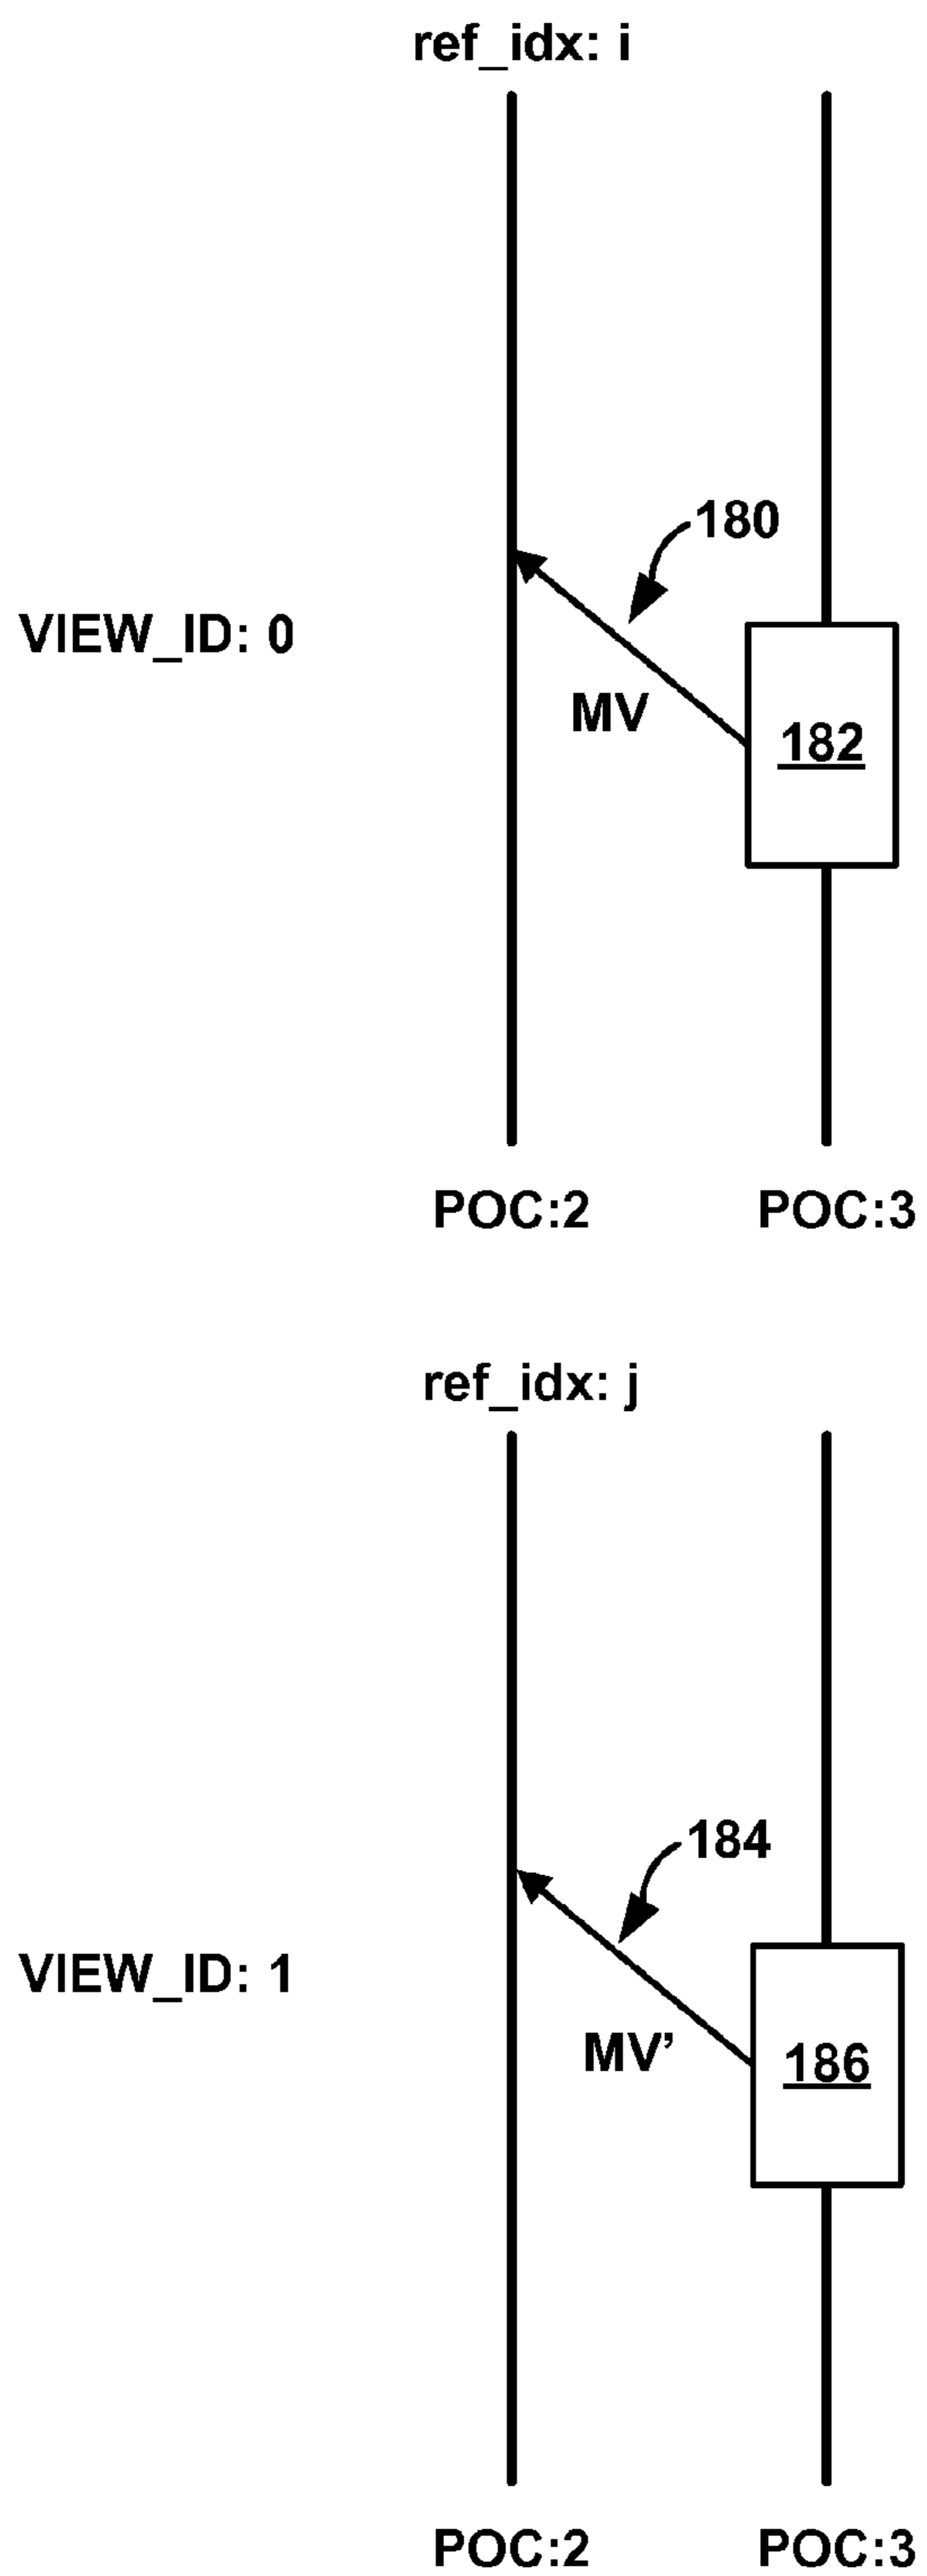 ref_idx: i
180
VIEW_ID: 0
MV
182
POC:2 POC:3
ref_idx: j
184
VIEW_ID: 1
MV’
186
POC:2 POC:3